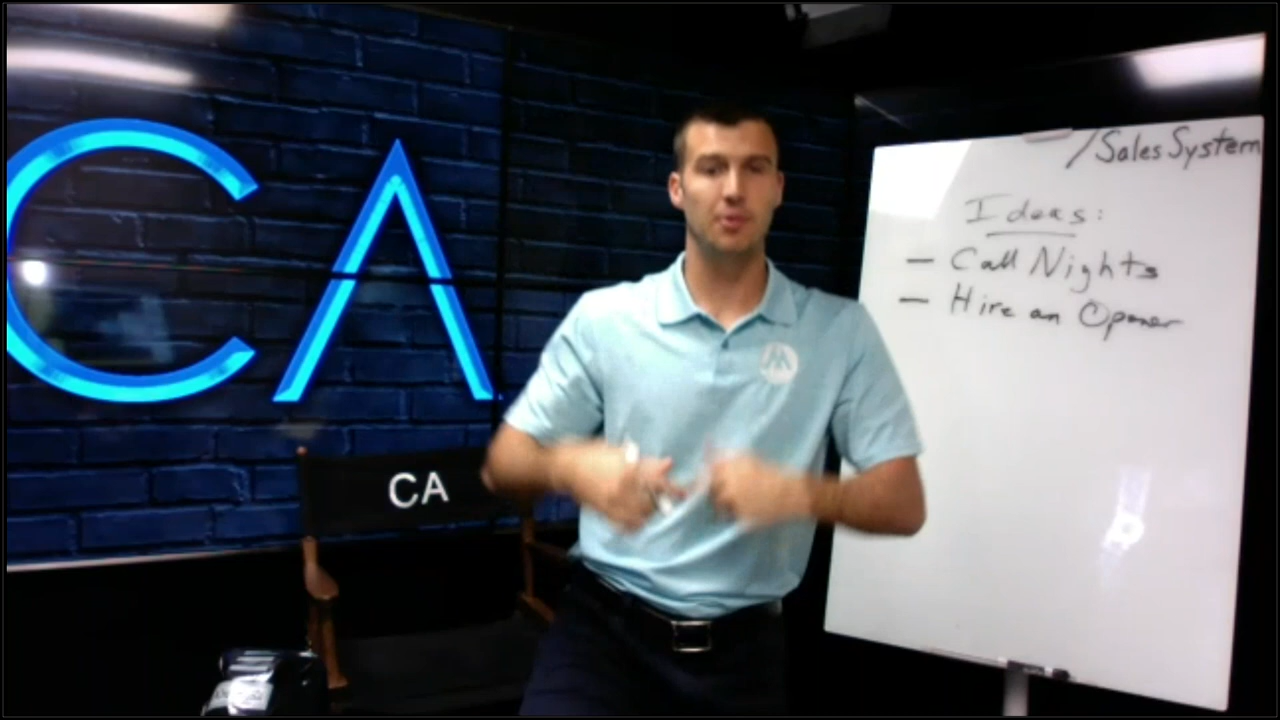 CA
CA
/Sales System
Ideas:
— Call Nights
— Hire an Opener